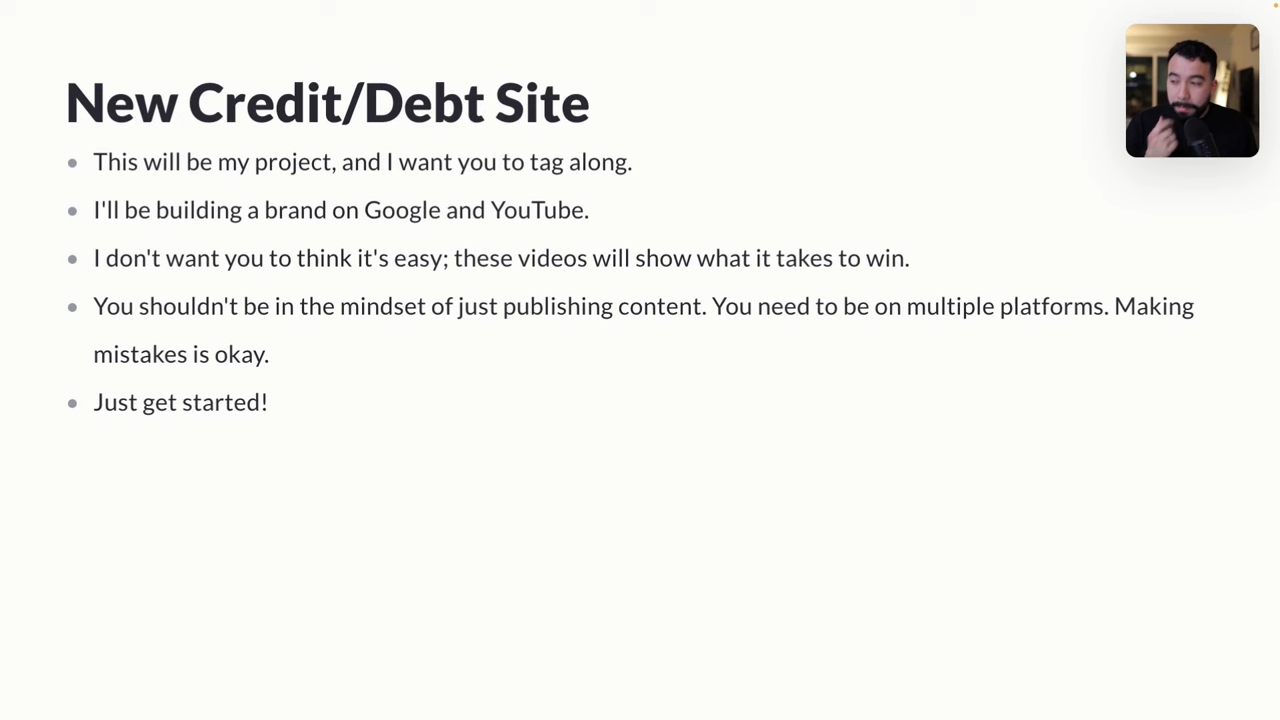 New Credit/Debt Site
This will be my project, and I want you to tag along.
I'll be building a brand on Google and YouTube.
I don't want you to think it's easy; these videos will show what it takes to win.
You shouldn't be in the mindset of just publishing content. You need to be on multiple platforms. Making
mistakes is okay.
Just get started!